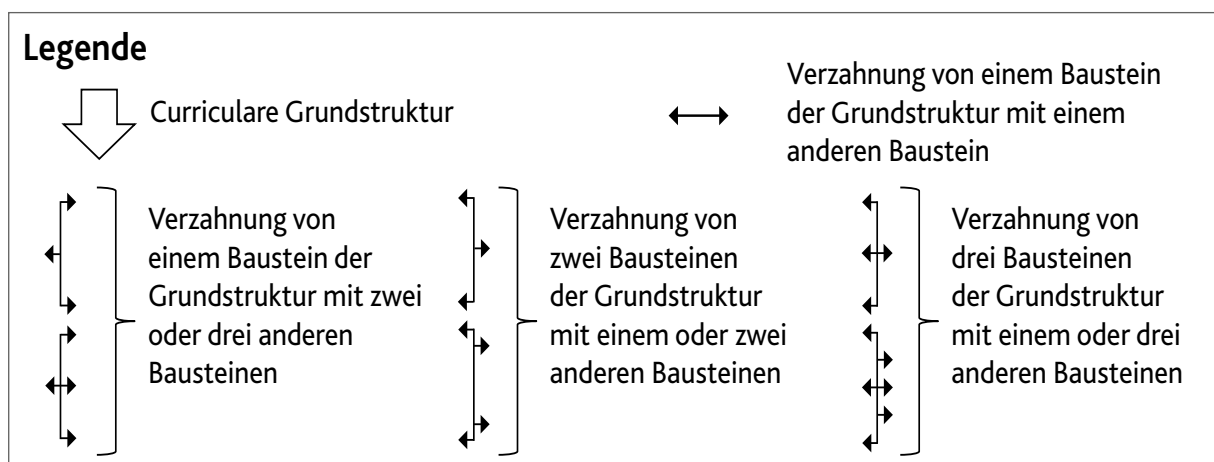 Legende
Curriculare Grundstruktur
Verzahnung von einem Baustein
der Grundstruktur mit einem
anderen Baustein
Verzahnung von
einem Baustein der
Grundstruktur mit zwei
oder drei anderen
Bausteinen
Verzahnung von
zwei Bausteinen
der Grundstruktur
mit einem oder zwei
anderen Bausteinen
Verzahnung von
drei Bausteinen
der Grundstruktur
mit einem oder drei
anderen Bausteinen